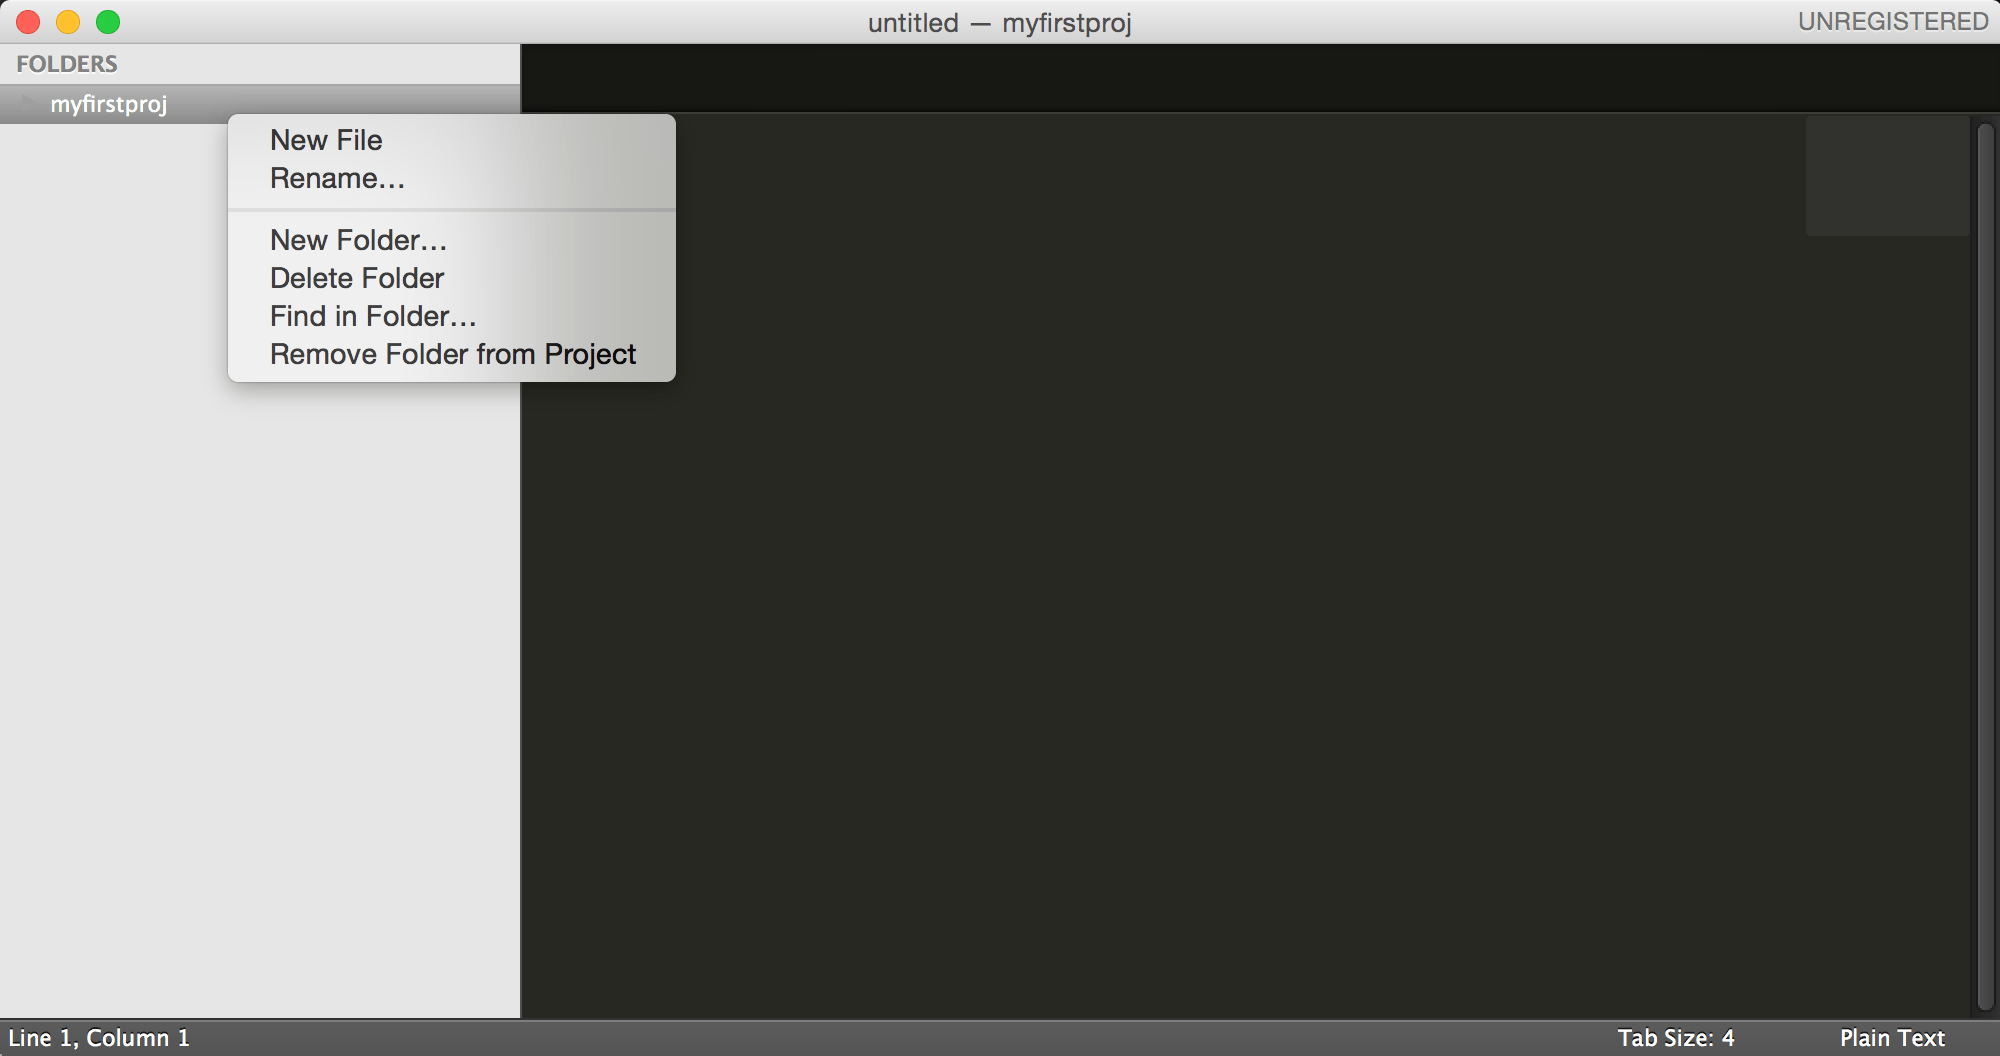 untitled — myfirstproj
UNREGISTERED
FOLDERS
myfirstproj
New File
Rename...
New Folder...
Delete Folder
Find in Folder...
Remove Folder from Project
Line 1, Column 1
Tab Size: 4
Plain Text